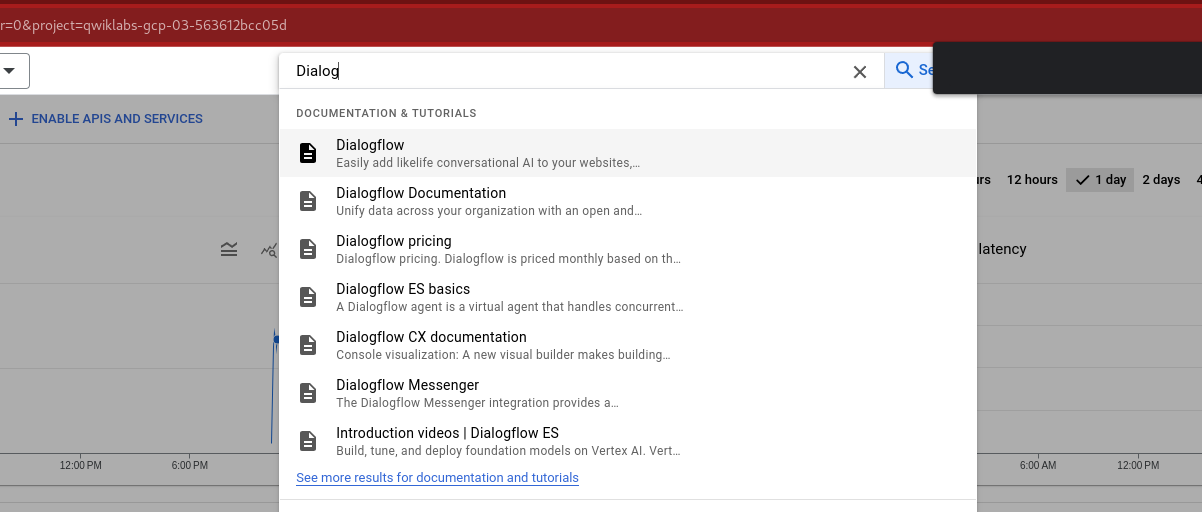 r=0&project=qwiklabs-gcp-03-563612bcc05d
Dialog
Se
ENABLE APIS AND SERVICES
DOCUMENTATION & TUTORIALS
Dialogflow
Easily add likelife conversational AI to your websites,…
Dialogflow Documentation
Unify data across your organization with an open and…
Dialogflow pricing
Dialogflow pricing. Dialogflow is priced monthly based on th…
Dialogflow ES basics
A Dialogflow agent is a virtual agent that handles concurrent…
Dialogflow CX documentation
Console visualization: A new visual builder makes building…
Dialogflow Messenger
The Dialogflow Messenger integration provides a…
Introduction videos | Dialogflow ES
Build, tune, and deploy foundation models on Vertex AI. Vert…
See more results for documentation and tutorials
urs 12 hours 1 day 2 days 4
latency
12:00 PM 6:00 PM 6:00 AM 12:00 PM